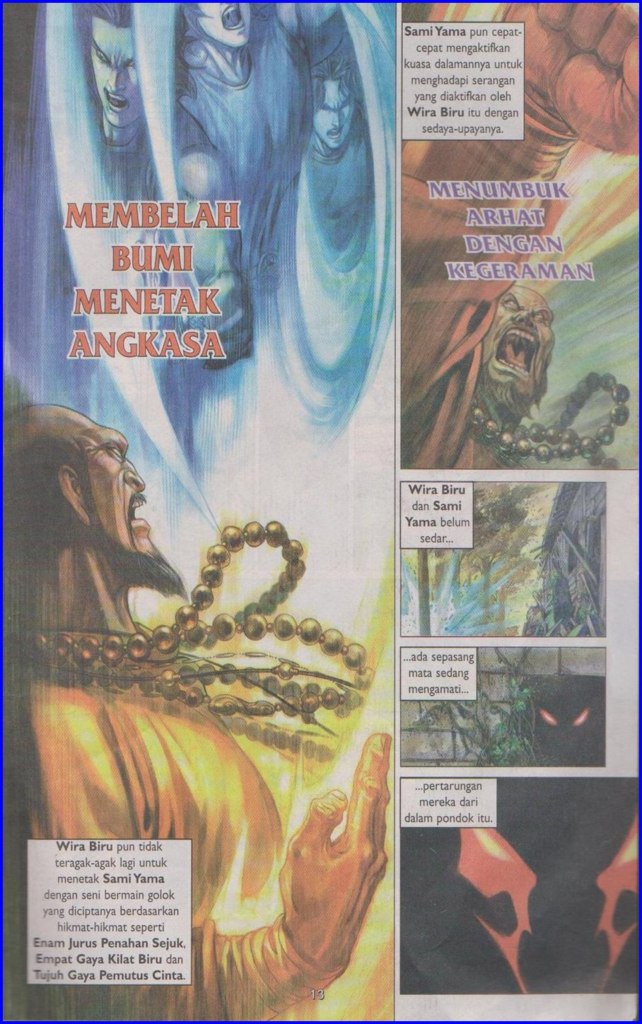 MEMBELAH
BUMI
MENETAK
ANGKASA
Wira Biru pun tidak
teragak-agak lagi untuk
menetak Sami Yama
dengan seni bermain golok
yang diciptanya berdasarkan
hikmat-hikmat seperti
Enam Jurus Penahan Sejuk,
Empat Gaya Kilat Biru dan
Tujuh Gaya Pemutus Cinta.
Sami Yama pun cepat-
cepat mengaktifkan
kuasa dalamannya untuk
menghadapi serangan
yang diaktifkan oleh
Wira Biru itu dengan
sedaya-upayanya.
MENUMBUK
ARHAT
DENGAN
KEGERAMAN
Wira Biru
dan Sami
Yama belum
sedar...
...ada sepasang
mata sedang
mengamati...
...pertarungan
mereka dari
dalam pondok itu.
13